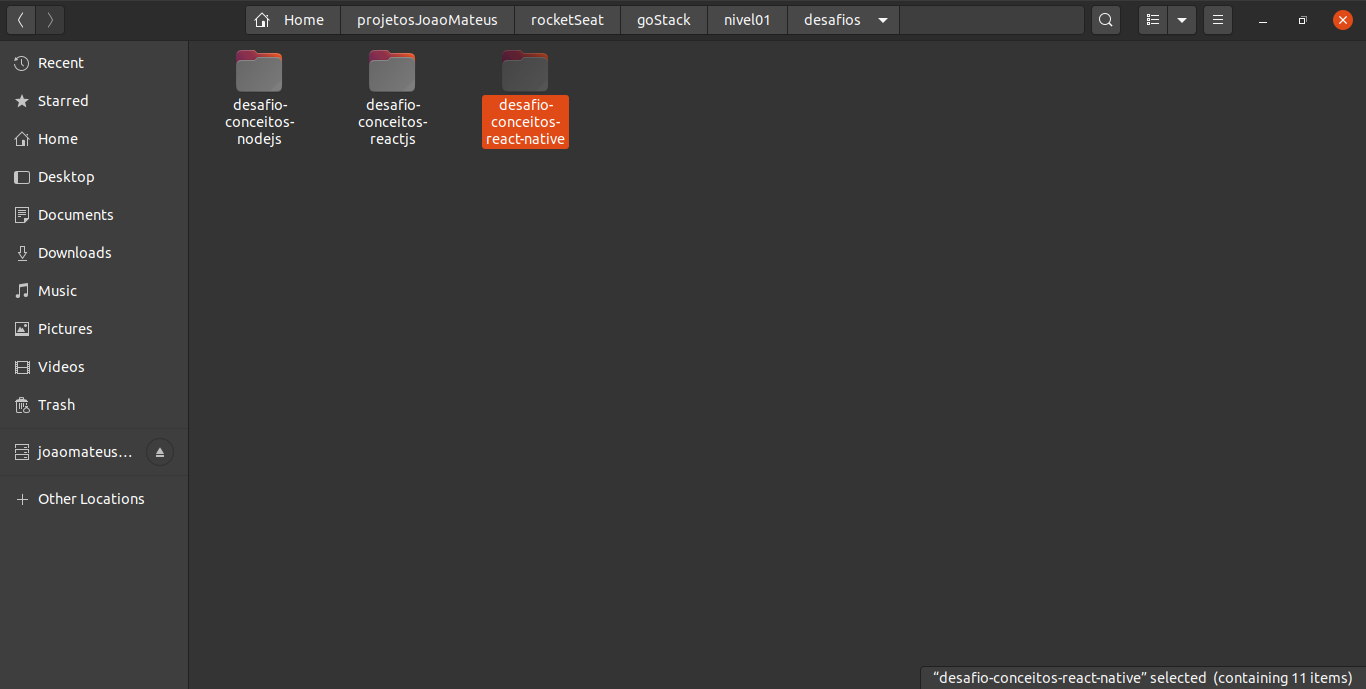 Home projetosJoaoMateus rocketSeat goStack nivel01 desafios
Recent
Starred
Home
Desktop
Documents
Downloads
Music
Pictures
Videos
Trash
joaomateus...
Other Locations
desafio-
conceitos-
nodejs
desafio-
conceitos-
reactjs
desafio-
conceitos-
react-native
“desafio-conceitos-react-native” selected (containing 11 items)